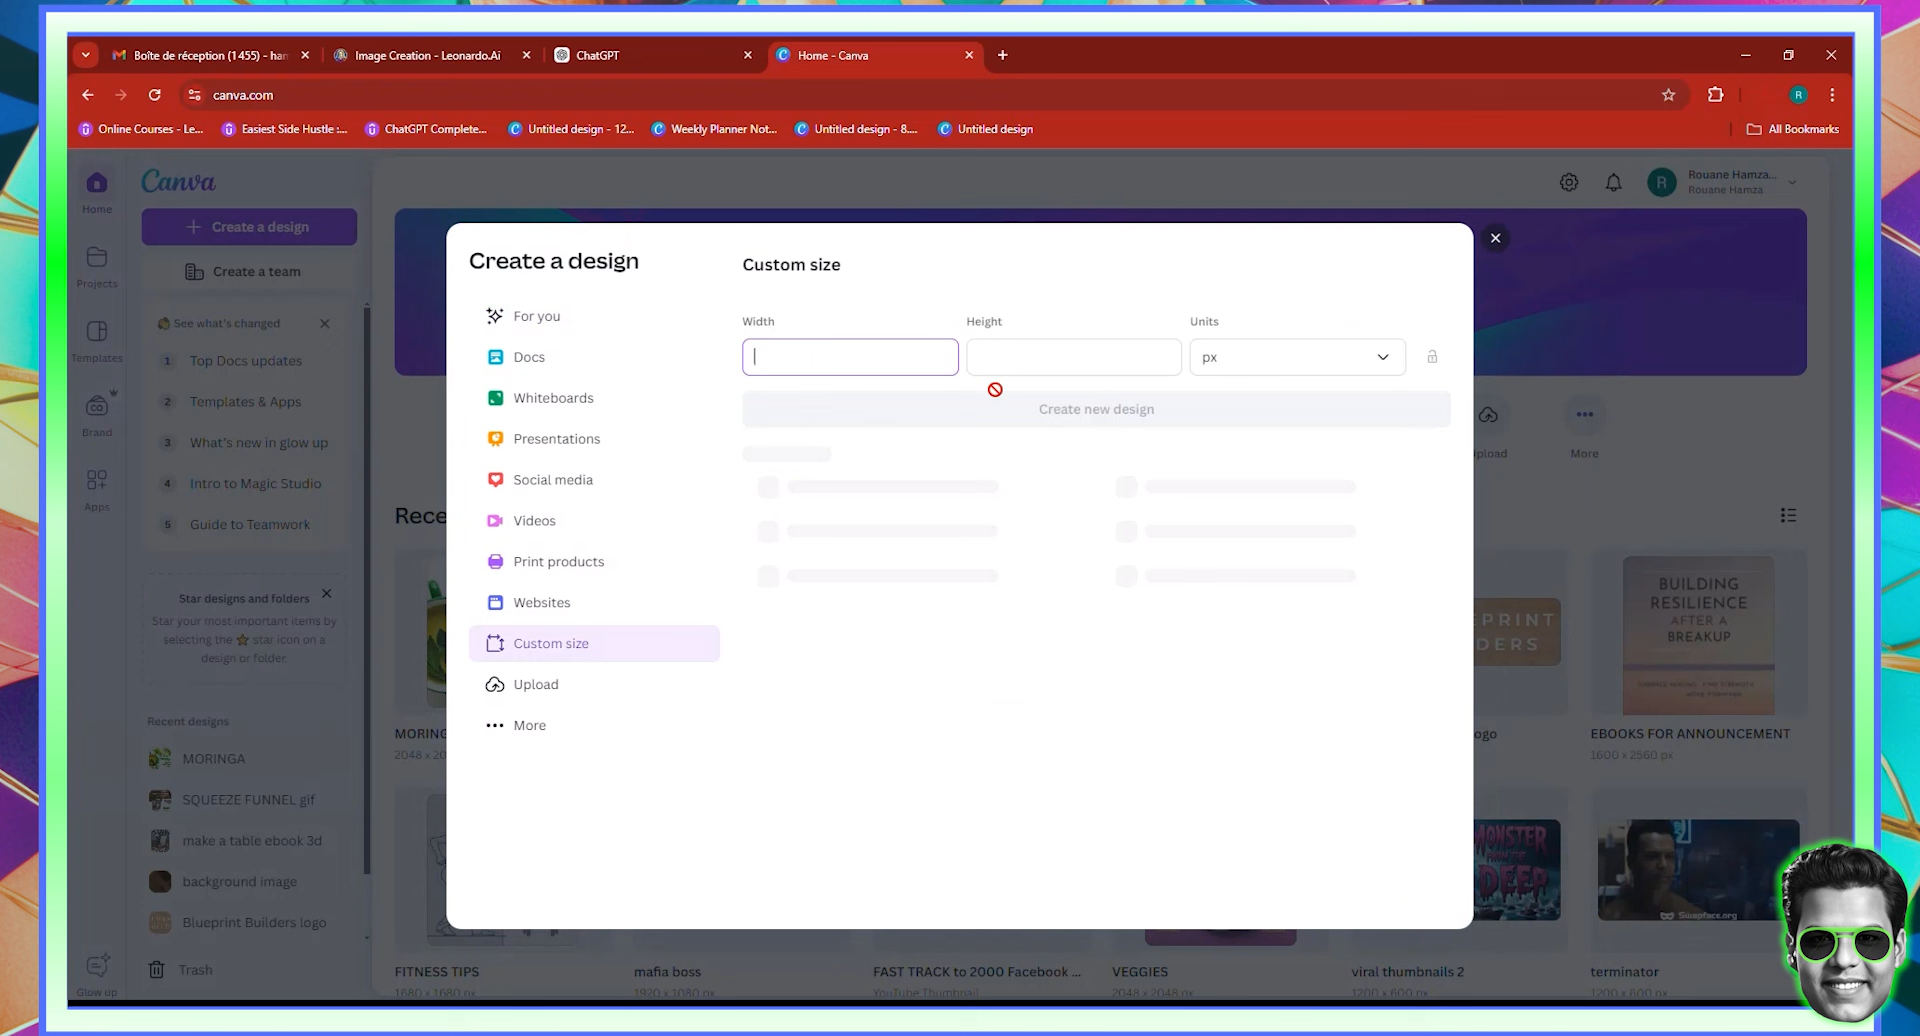 Boîte de réception (1 455) - han
Image Creation - Leonardo.Ai
ChatGPT
Home - Canva
canva.com
R
Online Courses - Le...
Easiest Side Hustle :...
ChatGPT Complete...
Untitled design - 12...
Weekly Planner Not...
Untitled design - 8....
Untitled design
All Bookmarks
Home
Projects
Templates
Brand
Apps
Glow up
Canva
Create a design
Create a team
See what's changed
1 Top Docs updates
2 Templates & Apps
3 What's new in glow up
4 Intro to Magic Studio
5 Guide to Teamwork
Star designs and folders
Star your most important items by
selecting the star icon on a
design or folder.
Recent designs
MORINGA
SQUEEZE FUNNEL gif
make a table ebook 3d
background image
Blueprint Builders logo
Trash
R
Rouane Hamza...
Rouane Hamza
Create a design
For you
Docs
Whiteboards
Presentations
Social media
Videos
Print products
Websites
Custom size
Upload
More
Custom size
Width
Height
Units
px
Create new design
pload
More
Rece
MORING
2048 x 20
PRINT
DERS
ogo
BUILDING
RESILIENCE
AFTER A
BREAKUP
EBOOKS FOR ANNOUNCEMENT
1600 x 2560 px
MONSTER
FROM THE
DEEP
Swapface.org
FITNESS TIPS
1680 x 1680 px
mafia boss
1920 x 1080 px
FAST TRACK to 2000 Facebook ...
YouTube Thumbnail
VEGGIES
2048 x 2048 px
viral thumbnails 2
1200 x 600 px
terminator
1200 x 600 px